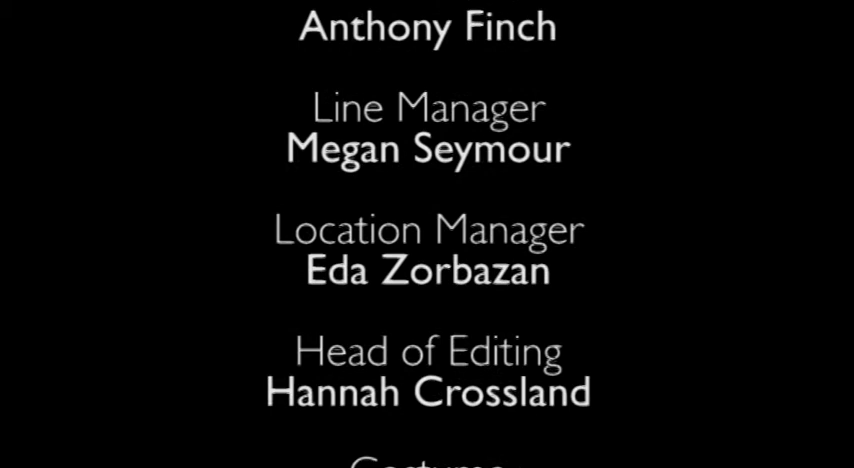 Anthony Finch
Line Manager
Megan Seymour
Location Manager
Eda Zorbazan
Head of Editing
Hannah Crossland